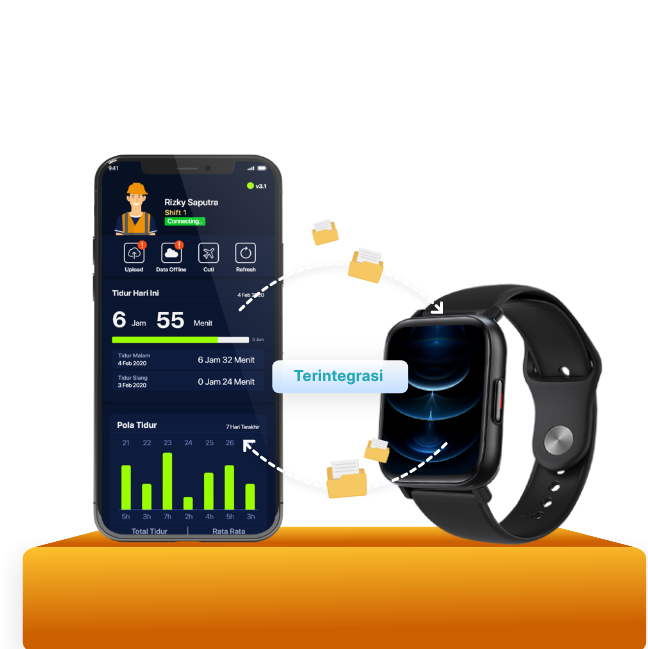 9:41
v3.1
Rizky Saputra
Shift 1
Connecting..
! !
Upload Data Offline Cuti Refresh
Tidur Hari Ini 4 Feb 2020
6 Jam 55 Menit
8 Jam
Tidur Malam
4 Feb 2020 6 Jam 32 Menit
Tidur Siang
3 Feb 2020 0 Jam 24 Menit
Terintegrasi
Pola Tidur 7 Hari Terakhir
21 22 23 24 25 26
5h 3h 7h 2h 4h 5h 3h
Total Tidur Rata Rata